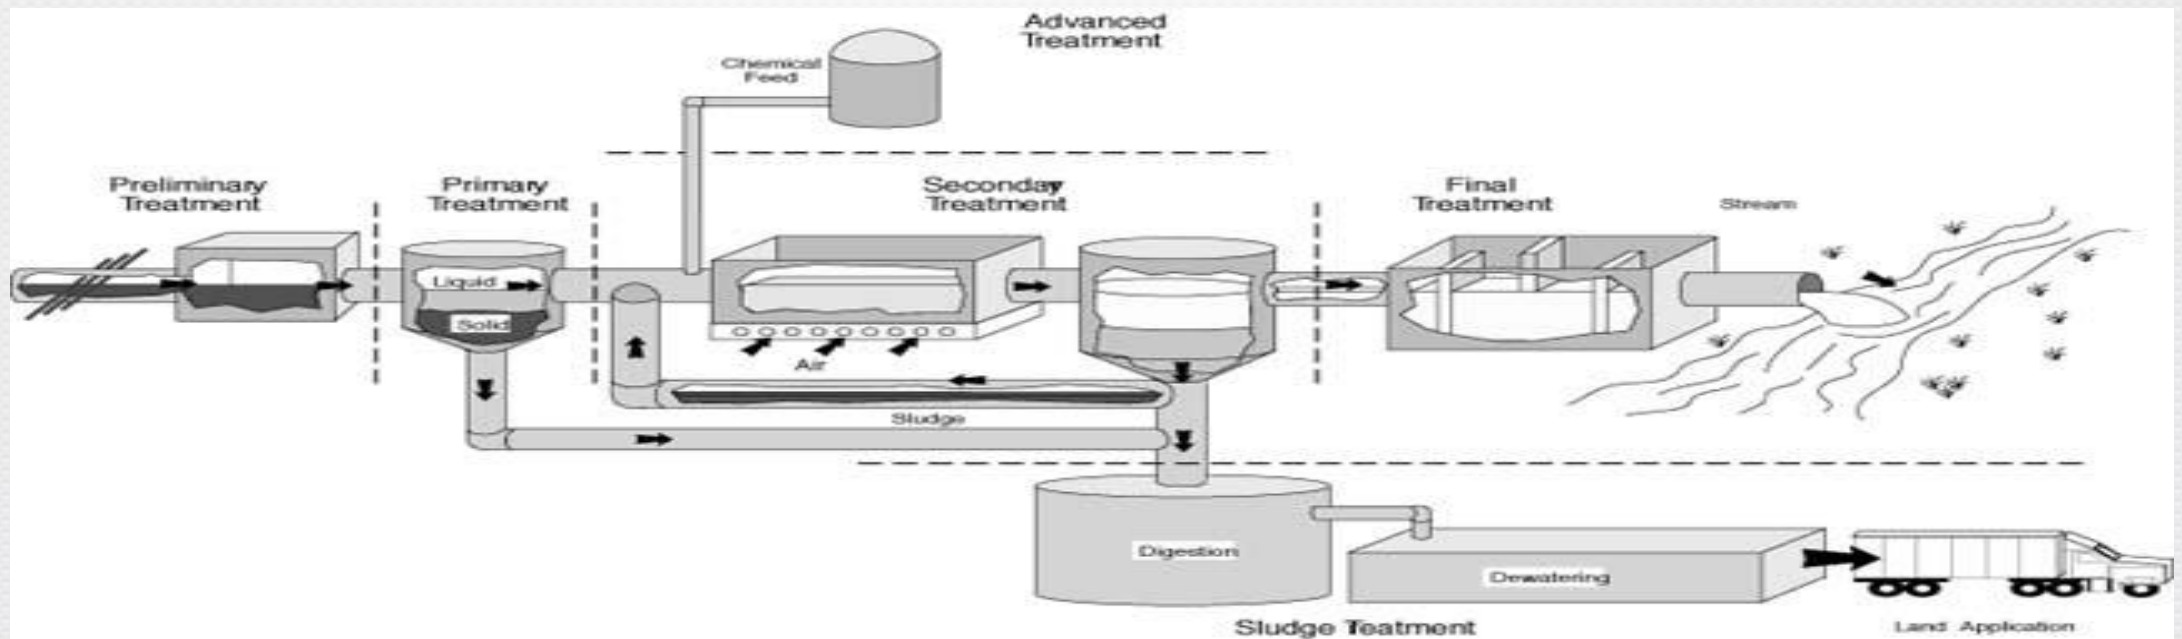 Advanced
Treatment
Chemical
Feed
Preliminary
Treatment
Primary
Treatment
Seconday
Treatment
Final
Treatment
Stream
Liquid
Solid
Air
Sludge
Digestion
Dewatering
Sludge Teatment
Land Application